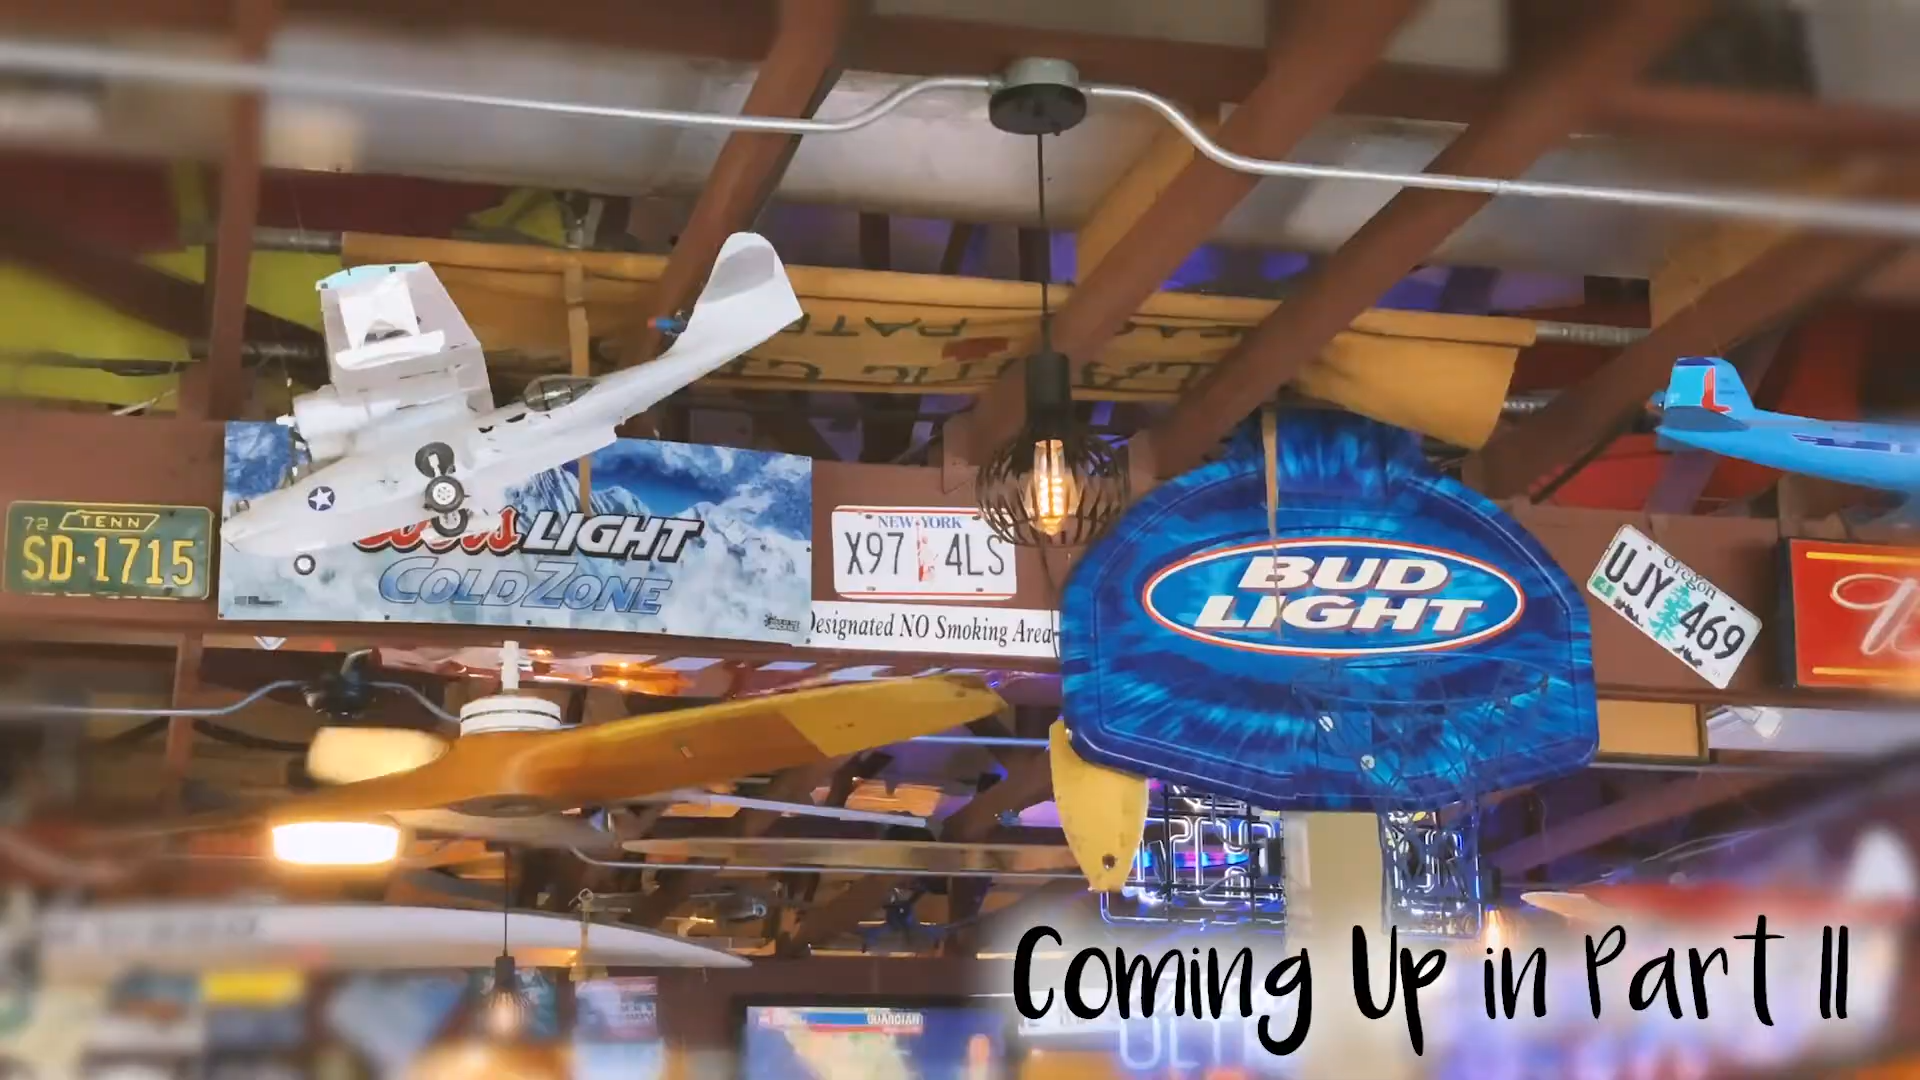 72 TENN
SD·1715
Coors LIGHT
COLD ZONE
NEW YORK
X97 4LS
Designated NO Smoking Area
BUD
LIGHT
Oregon
UJY 469
Coming Up in Part II